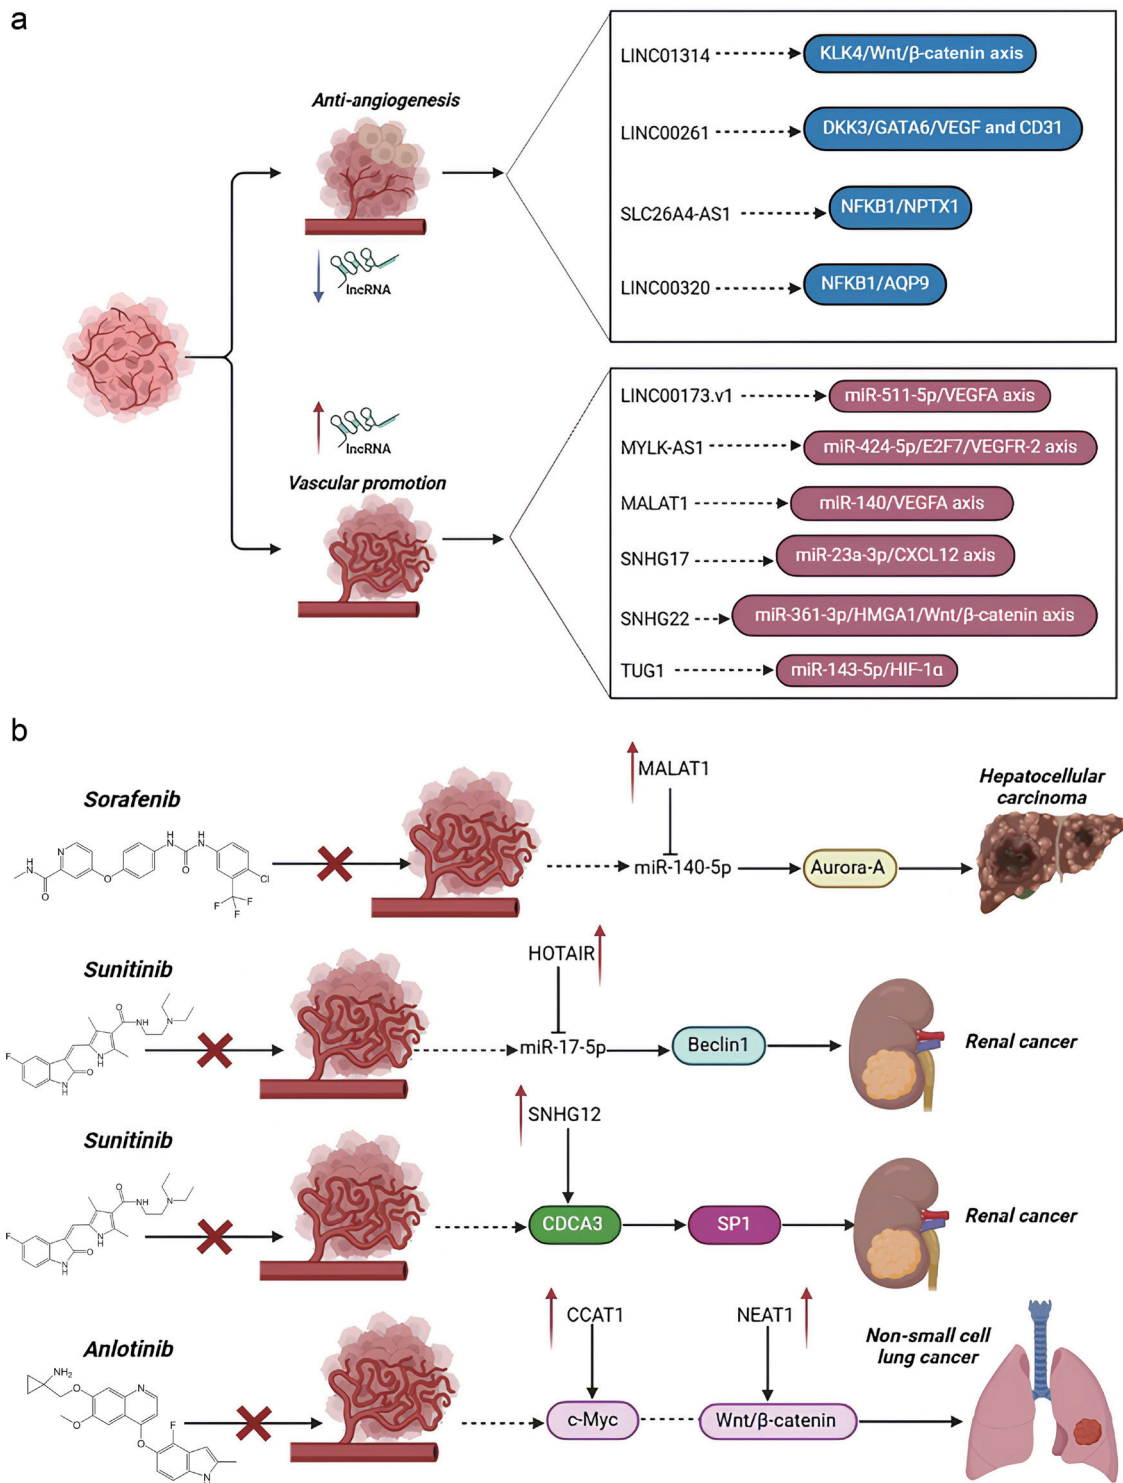 a
Anti-angiogenesis
lncRNA
LINC01314
KLK4/Wnt/β-catenin axis
LINC00261
DKK3/GATA6/VEGF and CD31
SLC26A4-AS1
NFKB1/NPTX1
LINC00320
NFKB1/AQP9
lncRNA
Vascular promotion
LINC00173.v1
miR-511-5p/VEGFA axis
MYLK-AS1
miR-424-5p/E2F7/VEGFR-2 axis
MALAT1
miR-140/VEGFA axis
SNHG17
miR-23a-3p/CXCL12 axis
SNHG22
miR-361-3p/HMGA1/Wnt/β-catenin axis
TUG1
miR-143-5p/HIF-1α
b
Sorafenib
N
H
N
O
O
H
N
O
H
N
Cl
F
F
F
MALAT1
miR-140-5p
Aurora-A
Hepatocellular
carcinoma
Sunitinib
F
N
H
O
N
H
O
NH
N
HOTAIR
miR-17-5p
Beclin1
Renal cancer
Sunitinib
F
N
H
O
N
H
O
NH
N
SNHG12
CDCA3
SP1
Renal cancer
Anlotinib
NH2
O
O
N
O
F
N
H
CCAT1
c-Myc
NEAT1
Wnt/β-catenin
Non-small cell
lung cancer